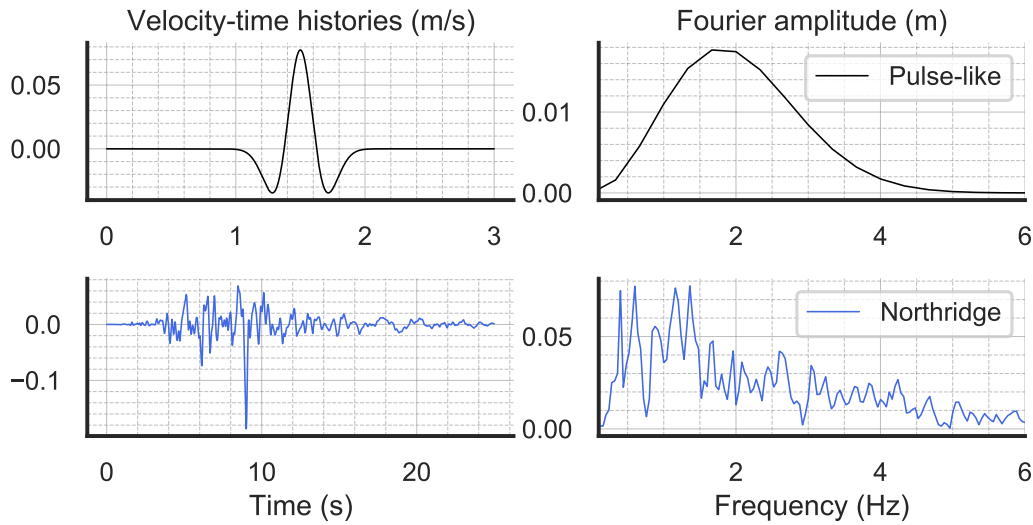 Velocity-time histories (m/s)
Fourier amplitude (m)
0.05
0.00
0 1 2 3
Pulse-like
0.01
0.00
2 4 6
0.0
−0.1
0 10 20
Time (s)
Northridge
0.05
0.00
2 4 6
Frequency (Hz)